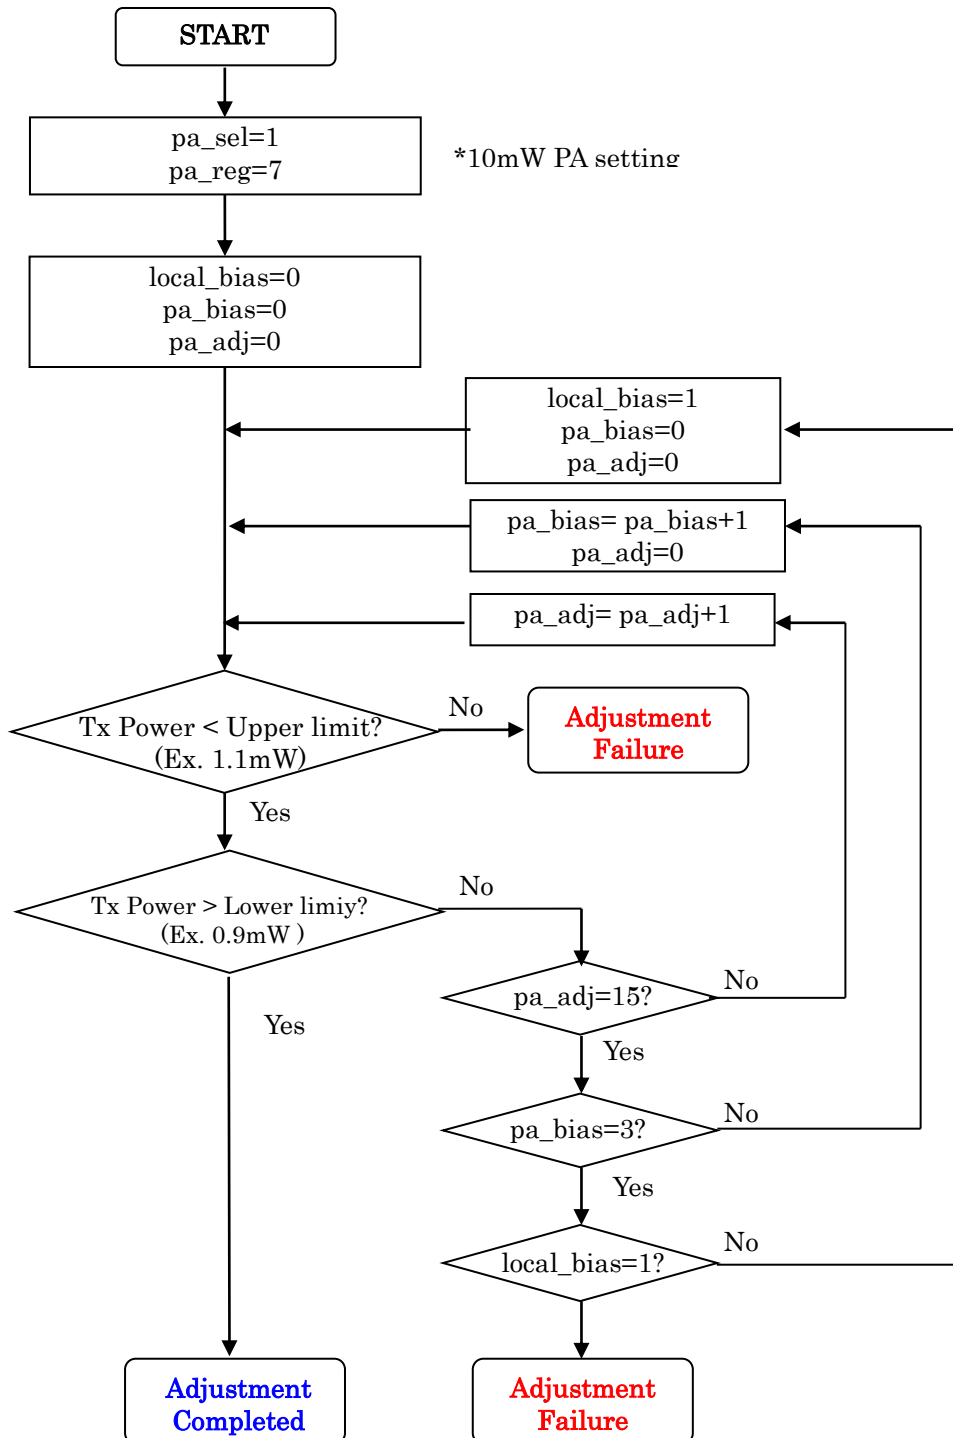 START
pa_sel=1
pa_reg=7
*10mW PA setting
local_bias=0
pa_bias=0
pa_adj=0
local_bias=1
pa_bias=0
pa_adj=0
pa_bias= pa_bias+1
pa_adj=0
pa_adj= pa_adj+1
Tx Power < Upper limit?
(Ex. 1.1mW)
No
Adjustment
Failure
Yes
Tx Power > Lower limiy?
(Ex. 0.9mW )
No
pa_adj=15?
No
Yes
Yes
pa_bias=3?
No
Yes
local_bias=1?
No
Adjustment
Completed
Adjustment
Failure